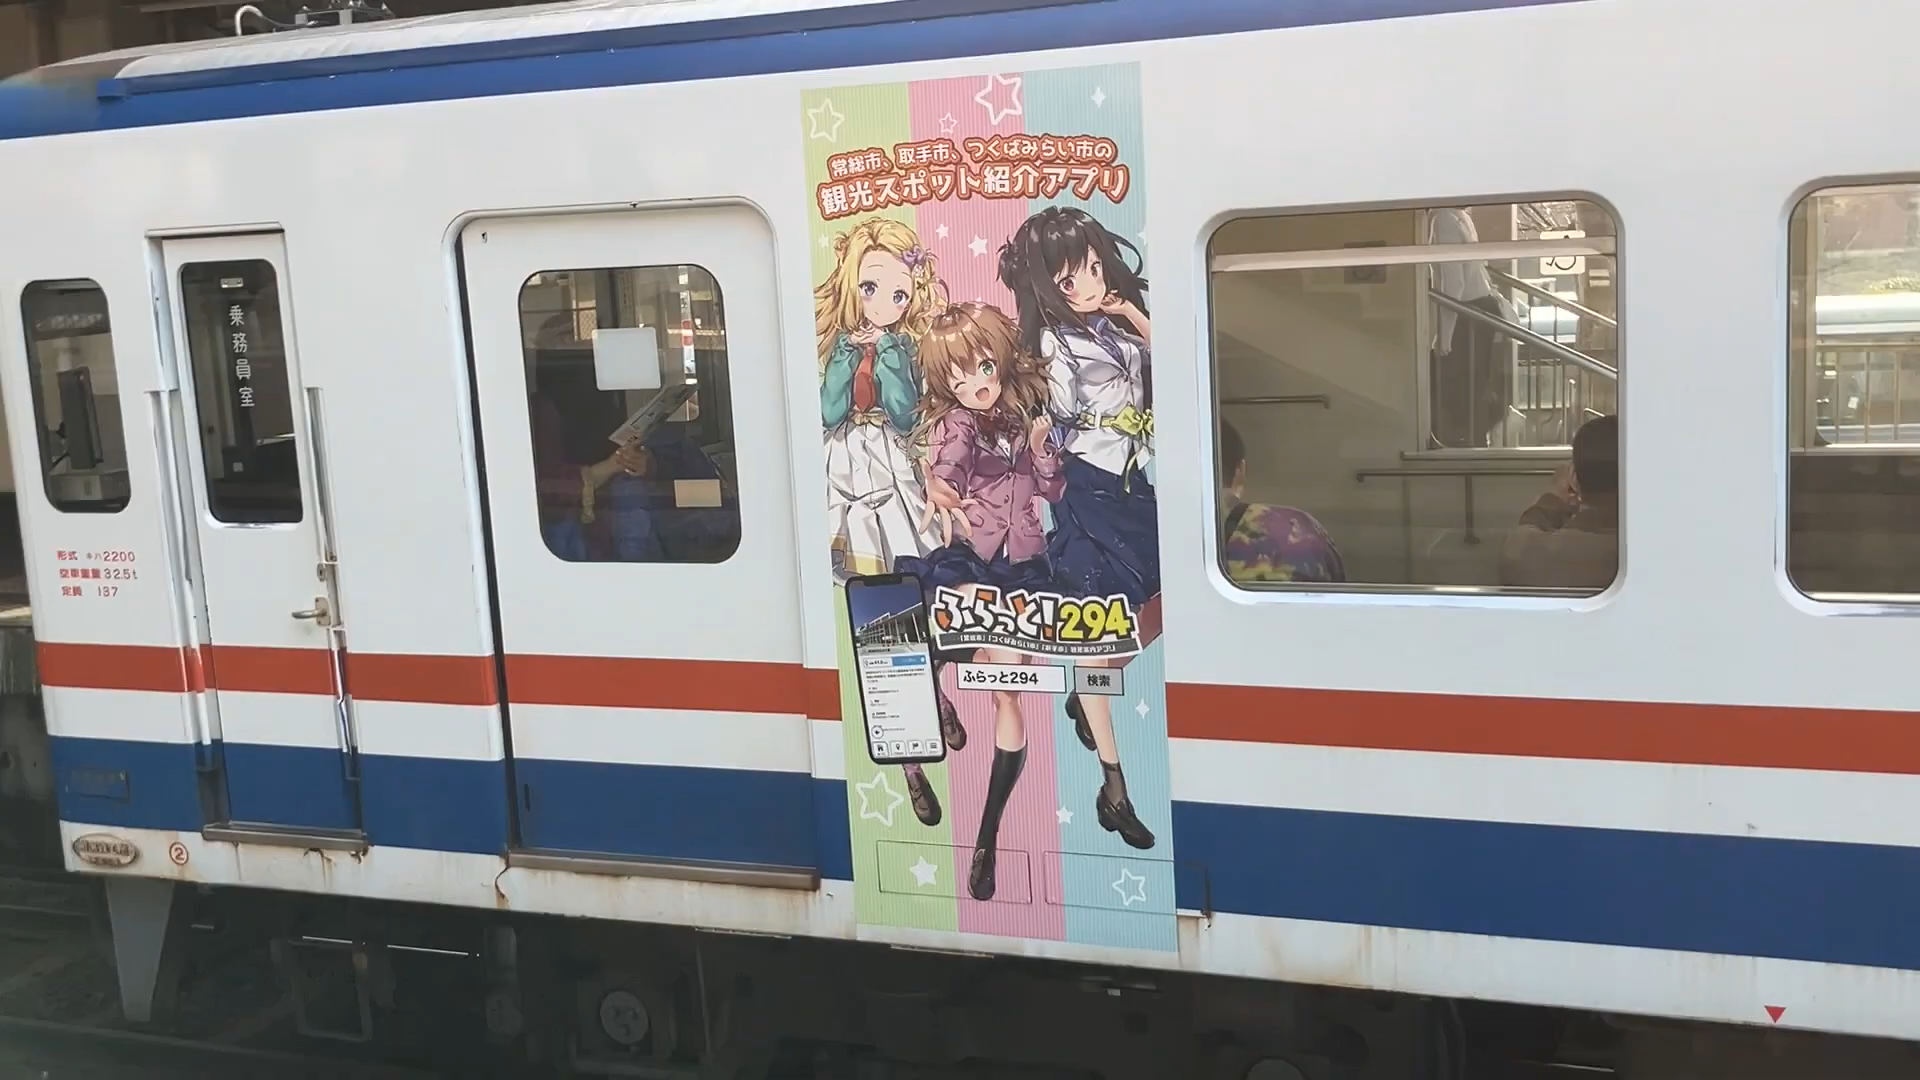 常総市、取手市、つくばみらい市の
観光スポット紹介アプリ
乗務員室
形式 キハ2200
空車重量 32.5t
定員 137
ふらっと!294
「常総市」「つくばみらい市」「取手市」観光案内アプリ
ふらっと294 検索
2